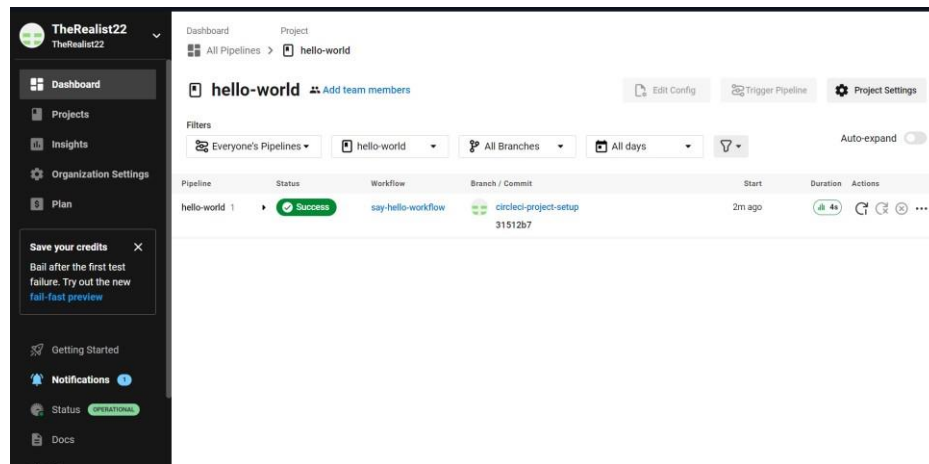 TheRealist22
TheRealist22
Dashboard
Projects
Insights
Organization Settings
Plan
Save your credits
Bail after the first test
failure. Try out the new
fail-fast preview
Getting Started
Notifications 1
Status OPERATIONAL
Docs
Dashboard Project
All Pipelines > hello-world
hello-world Add team members Edit Config Trigger Pipeline Project Settings
Filters
Everyone's Pipelines hello-world All Branches All days Auto-expand
Pipeline Status Workflow Branch / Commit Start Duration Actions
hello-world 1 Success say-hello-workflow circleci-project-setup 2m ago 4s
31512b7